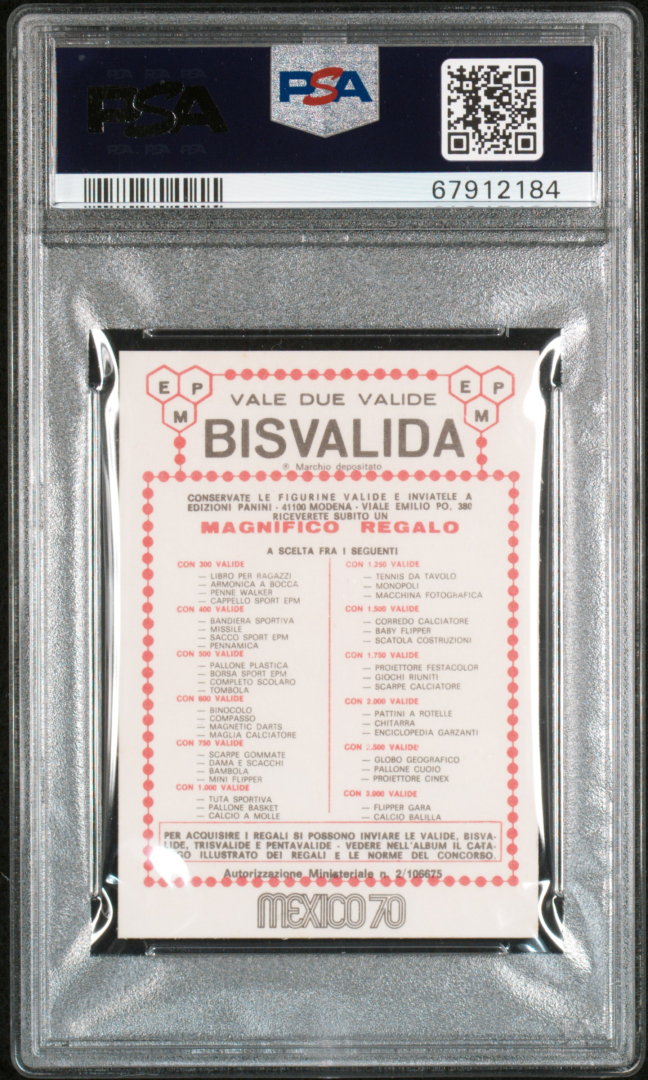 PSA
PSA
67912184
E P M
VALE DUE VALIDE
E P M
BISVALIDA
® Marchio depositato
CONSERVATE LE FIGURINE VALIDE E INVIATELE A
EDIZIONI PANINI - 41100 MODENA - VIALE EMILIO PO. 380
RICEVERETE SUBITO UN
MAGNIFICO REGALO
A SCELTA FRA I SEGUENTI
CON 300 VALIDE
— LIBRO PER RAGAZZI
— ARMONICA A BOCCA
— PENNE WALKER
— CAPPELLO SPORT EPM
CON 400 VALIDE
— BANDIERA SPORTIVA
— MISSILE
— SACCO SPORT EPM
— PENNAMICA
CON 500 VALIDE
— PALLONE PLASTICA
— BORSA SPORT EPM
— COMPLETO SCOLARO
— TOMBOLA
CON 600 VALIDE
— BINOCOLO
— COMPASSO
— MAGNETIC DARTS
— MAGLIA CALCIATORE
CON 750 VALIDE
— SCARPE GOMMATE
— DAMA E SCACCHI
— BAMBOLA
— MINI FLIPPER
CON 1.000 VALIDE
— TUTA SPORTIVA
— PALLONE BASKET
— CALCIO A MOLLE
CON 1.250 VALIDE
— TENNIS DA TAVOLO
— MONOPOLI
— MACCHINA FOTOGRAFICA
CON 1.500 VALIDE
— CORREDO CALCIATORE
— BABY FLIPPER
— SCATOLA COSTRUZIONI
CON 1.750 VALIDE
— PROIETTORE FESTACOLOR
— GIOCHI RIUNITI
— SCARPE CALCIATORE
CON 2.000 VALIDE
— PATTINI A ROTELLE
— CHITARRA
— ENCICLOPEDIA GARZANTI
CON 2.500 VALIDE
— GLOBO GEOGRAFICO
— PALLONE CUOIO
— PROIETTORE CINEX
CON 3.000 VALIDE
— FLIPPER GARA
— CALCIO BALILLA
PER ACQUISIRE I REGALI SI POSSONO INVIARE LE VALIDE, BISVA-
LIDE, TRISVALIDE E PENTAVALIDE - VEDERE NELL'ALBUM IL CATA-
LOGO ILLUSTRATO DEI REGALI E LE NORME DEL CONCORSO.
Autorizzazione Ministeriale n. 2/106675
MEXICO 70